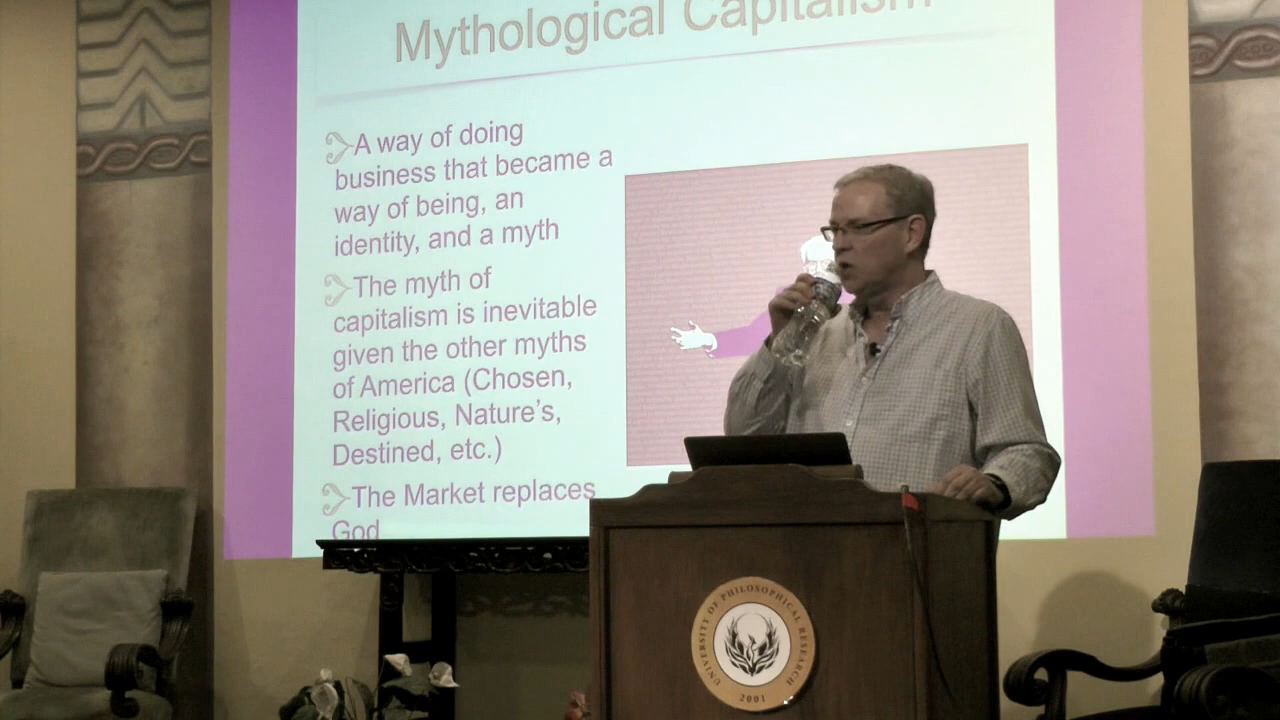 Mythological Capitalism
A way of doing
business that became a
way of being, an
identity, and a myth
The myth of
capitalism is inevitable
given the other myths
of America (Chosen,
Religious, Nature's,
Destined, etc.)
The Market replaces
God
UNIVERSITY OF PHILOSOPHICAL RESEARCH
2001